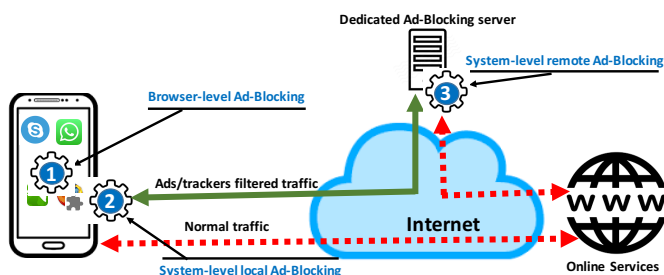 Dedicated Ad-Blocking server
System-level remote Ad-Blocking
3
Browser-level Ad-Blocking
1
2
Ads/trackers filtered traffic
W W W
Internet
Normal traffic
System-level local Ad-Blocking
Online Services